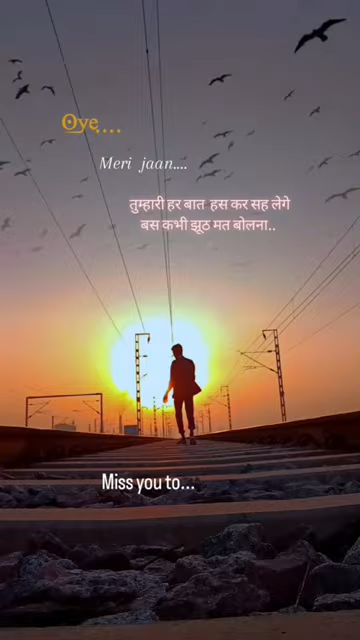 Oye....
Meri jaan....
तुम्हारी हर बात हस कर सह लेगे
बस कभी झूठ मत बोलना..
Miss you to...